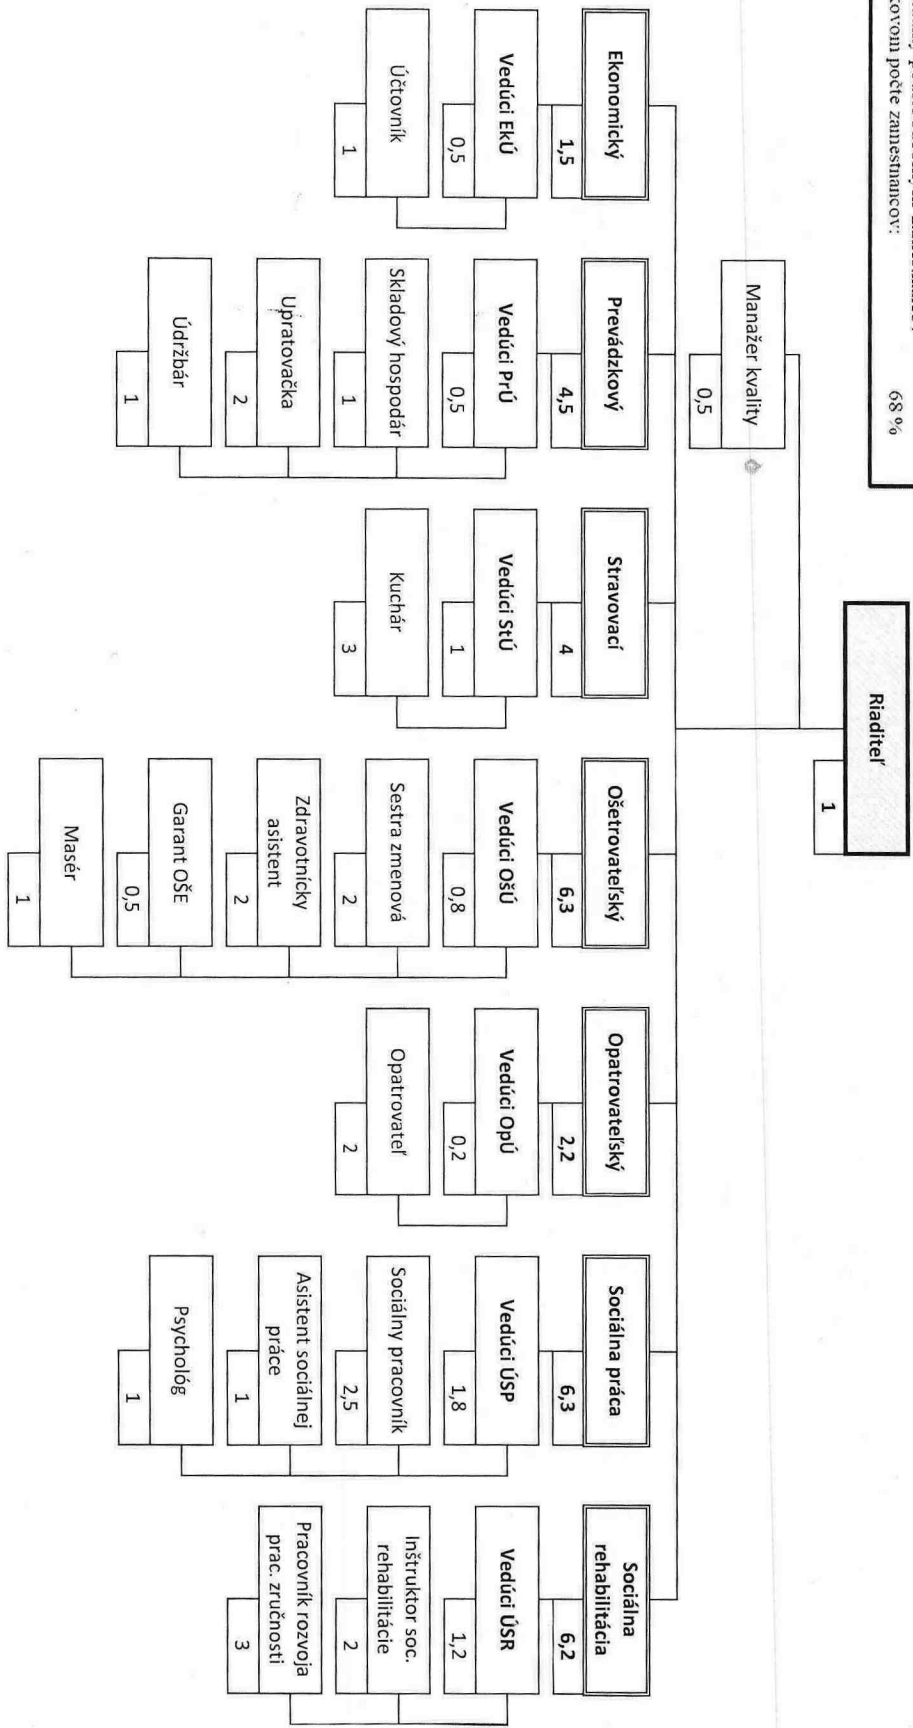 kovom počte zamestnancov: 68 %
Riaditeľ
1
Manažer kvality
0,5
Ekonomický
1,5
Vedúci EkÚ
0,5
Účtovník
1
Prevádzkový
4,5
Vedúci PrÚ
0,5
Skladový hospodár
1
Upratovačka
2
Údržbár
1
Stravovací
4
Vedúci StÚ
1
Kuchár
3
Ošetrovateľský
6,3
Vedúci OšÚ
0,8
Sestra zmenová
2
Zdravotnícky
asistent
2
Garant OŠE
0,5
Masér
1
Opatrovateľský
2,2
Vedúci OpÚ
0,2
Opatrovateľ
2
Sociálna práca
6,3
Vedúci ÚSP
1,8
Sociálny pracovník
2,5
Asistent sociálnej
práce
1
Psychológ
1
Sociálna
rehabilitácia
6,2
Vedúci ÚSR
1,2
Inštruktor soc.
rehabilitácie
2
Pracovník rozvoja
prac. zručnosti
3